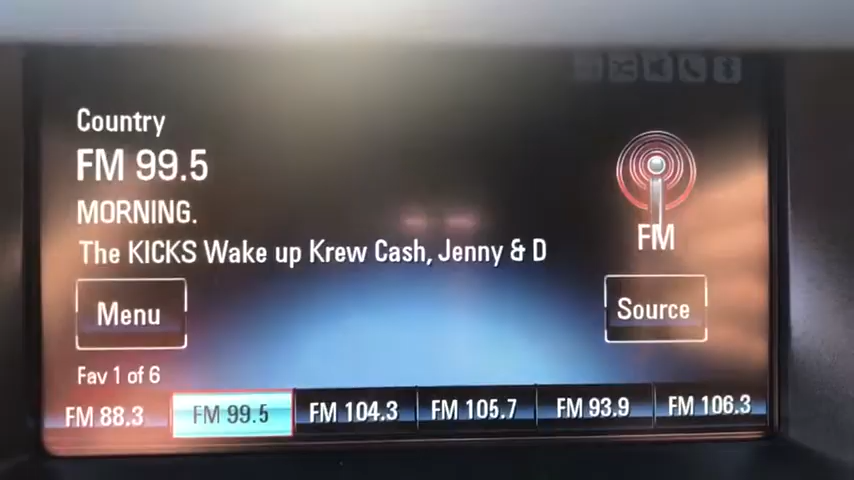 Country
FM 99.5
MORNING.
The KICKS Wake up Krew Cash, Jenny & D
FM
Menu
Source
Fav 1 of 6
FM 88.3
FM 99.5
FM 104.3
FM 105.7
FM 93.9
FM 106.3